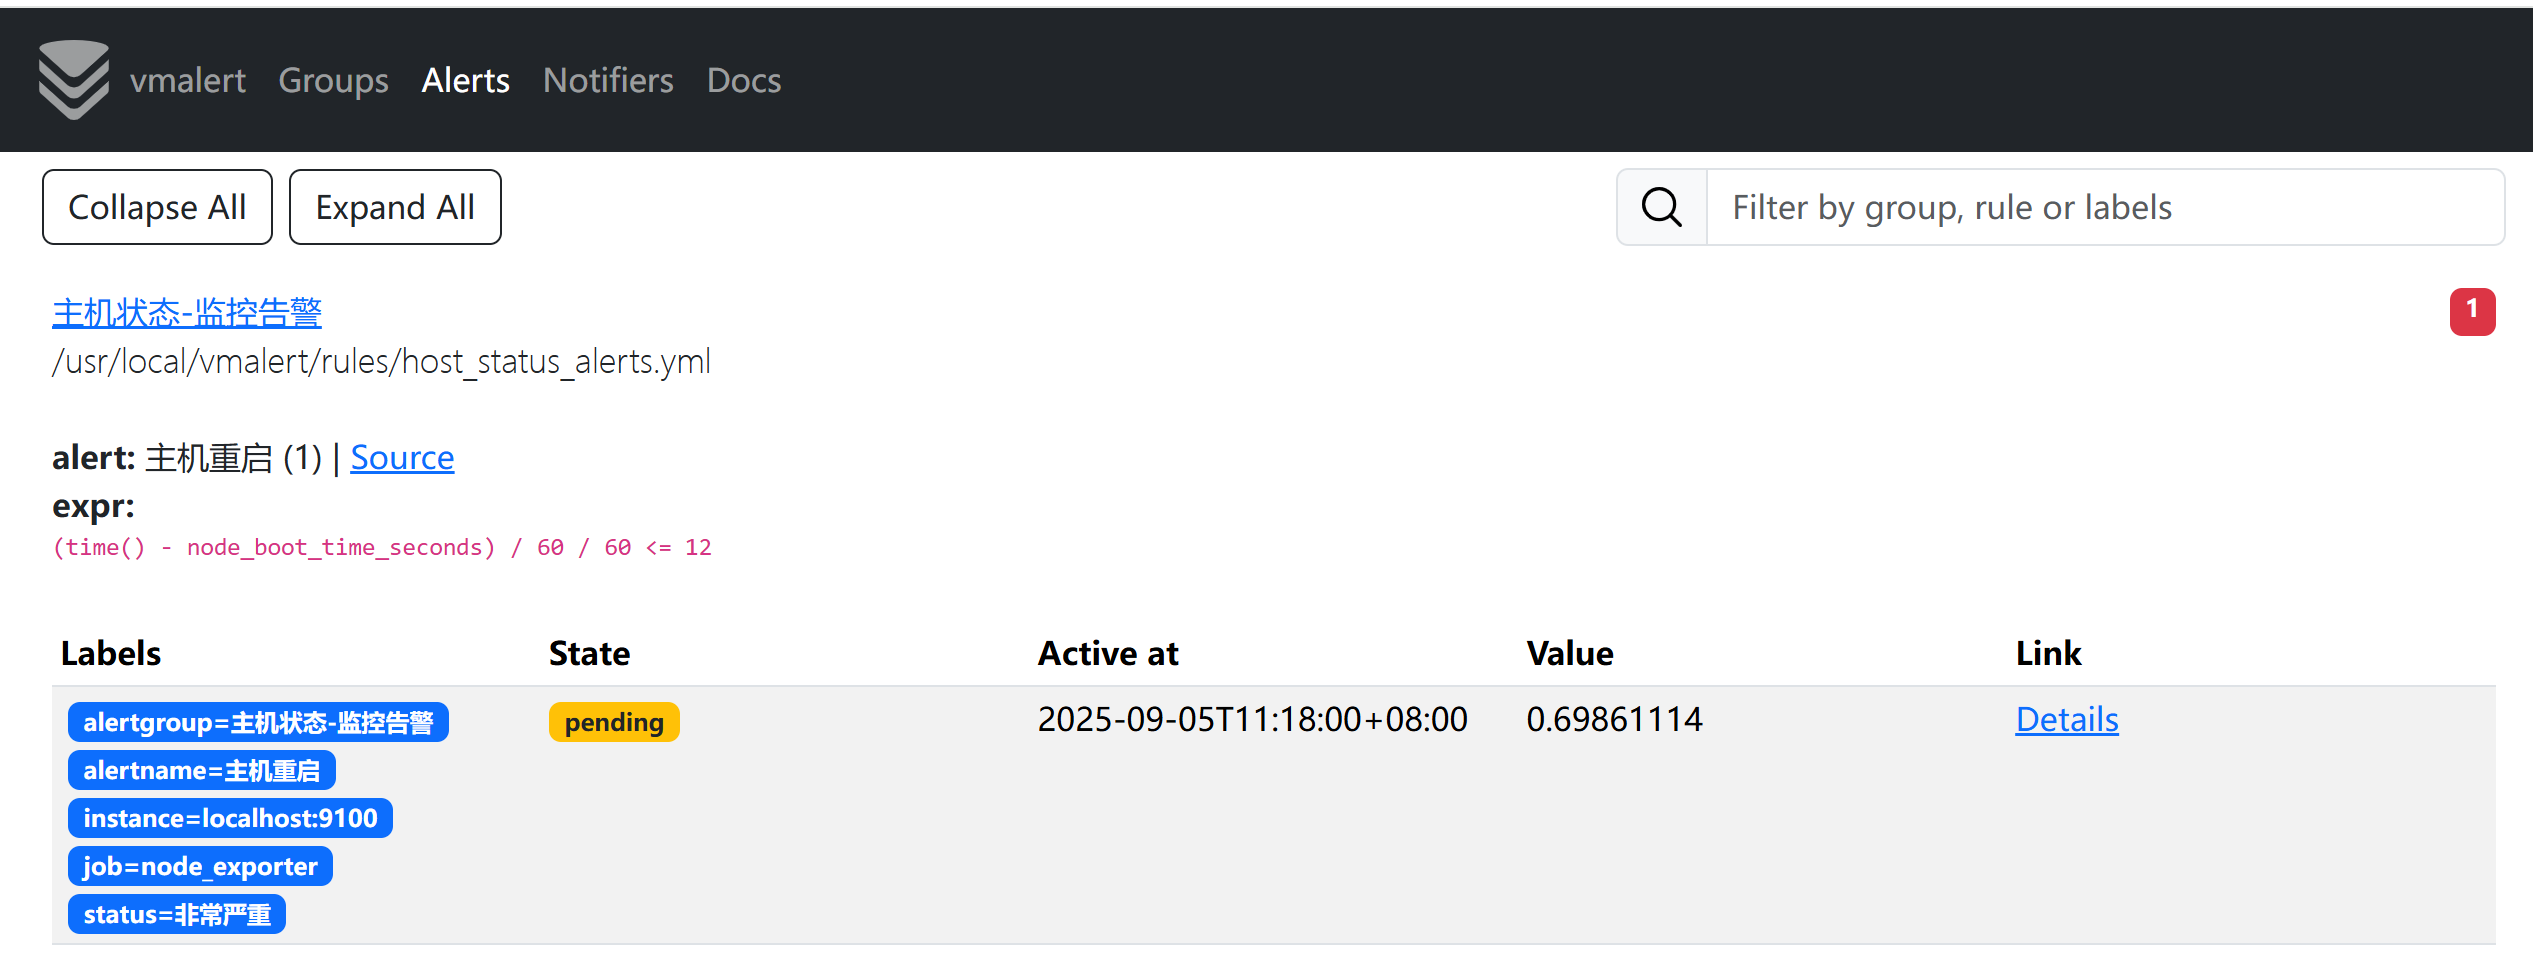 vmalert Groups Alerts Notifiers Docs
Collapse All Expand All Filter by group, rule or labels
主机状态-监控告警 1
/usr/local/vmalert/rules/host_status_alerts.yml
alert: 主机重启 (1) | Source
expr:
(time() - node_boot_time_seconds) / 60 / 60 <= 12
Labels State Active at Value Link
alertgroup=主机状态-监控告警 pending 2025-09-05T11:18:00+08:00 0.69861114 Details
alertname=主机重启
instance=localhost:9100
job=node_exporter
status=非常严重